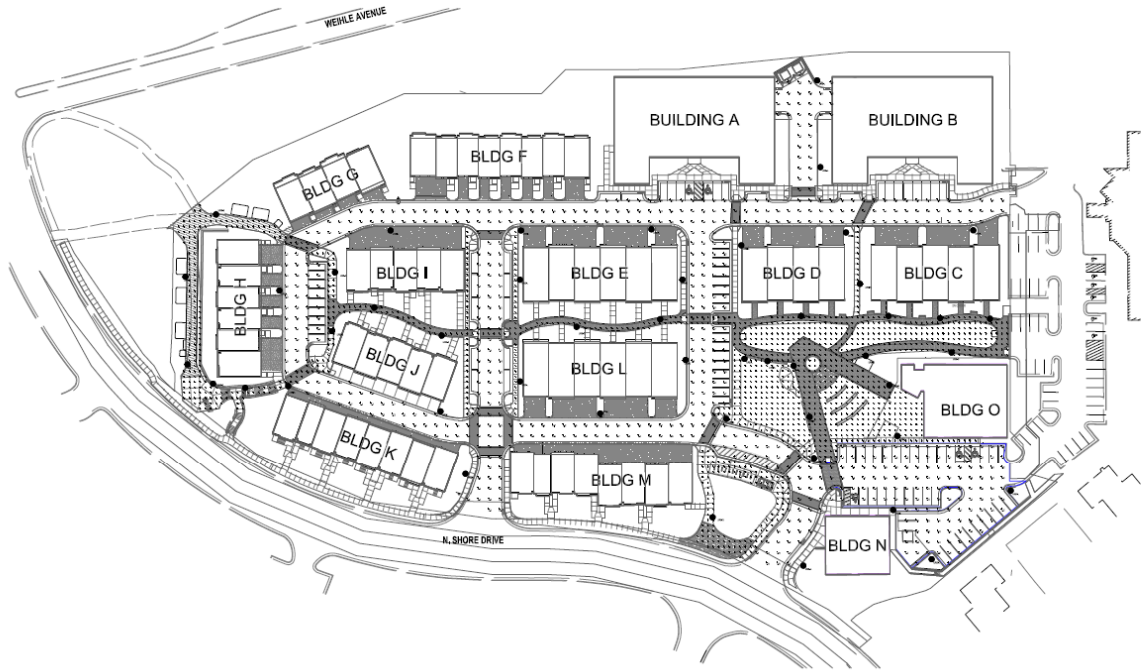 WEIHLE AVENUE
BUILDING A
BUILDING B
BLDG F
BLDG G
BLDG H
BLDG I
BLDG E
BLDG D
BLDG C
BLDG J
BLDG L
BLDG O
BLDG K
BLDG M
N. SHORE DRIVE
BLDG N